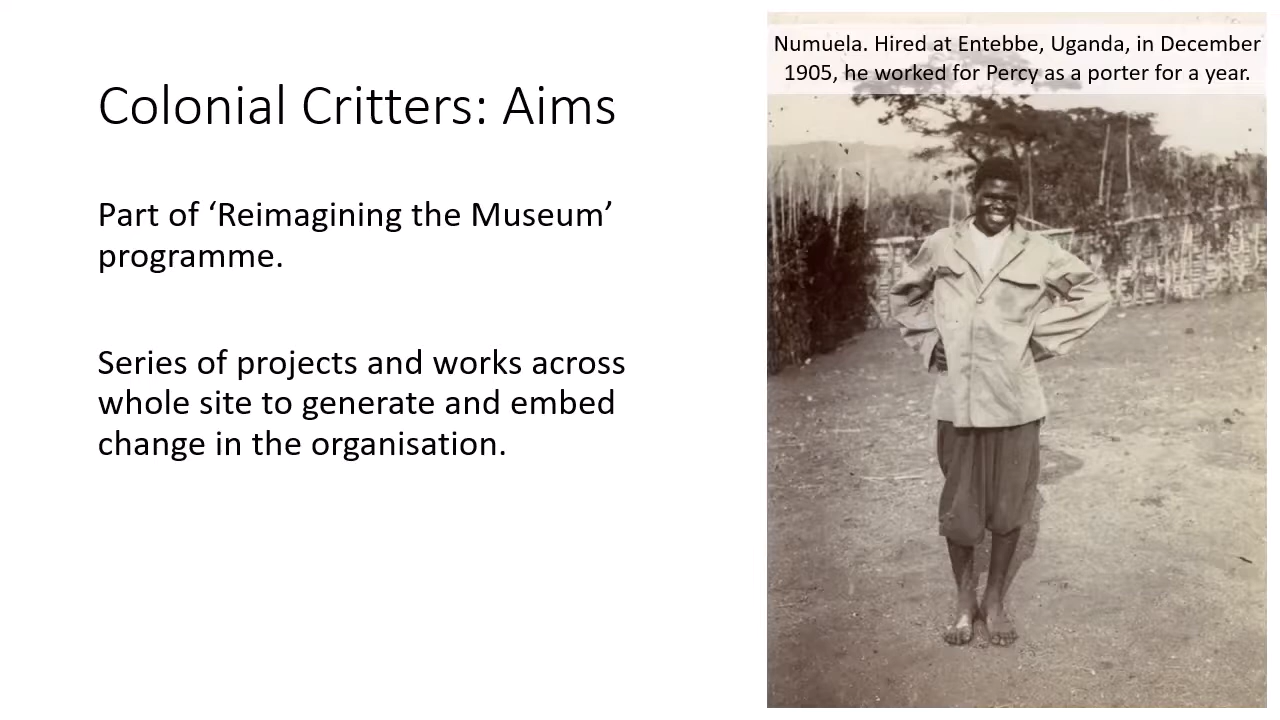 Colonial Critters: Aims
Part of ‘Reimagining the Museum’
programme.
Series of projects and works across
whole site to generate and embed
change in the organisation.
Numuela. Hired at Entebbe, Uganda, in December
1905, he worked for Percy as a porter for a year.